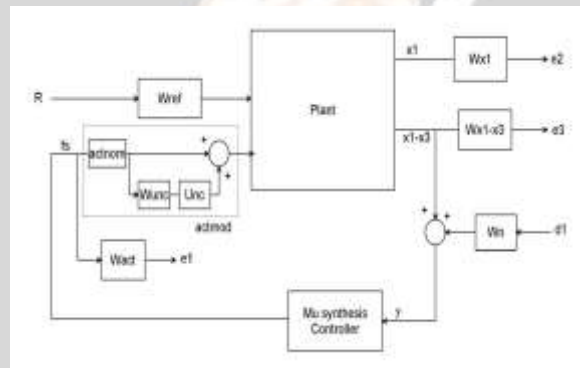 x1
Wx1
e2
R
Wref
Plant
x1-x3
Wx1-x3
e3
fs
actnom
+
+
Wunc
Unc
actmod
+
+
Wn
d1
Wact
e1
Mu synthesis
Controller
y